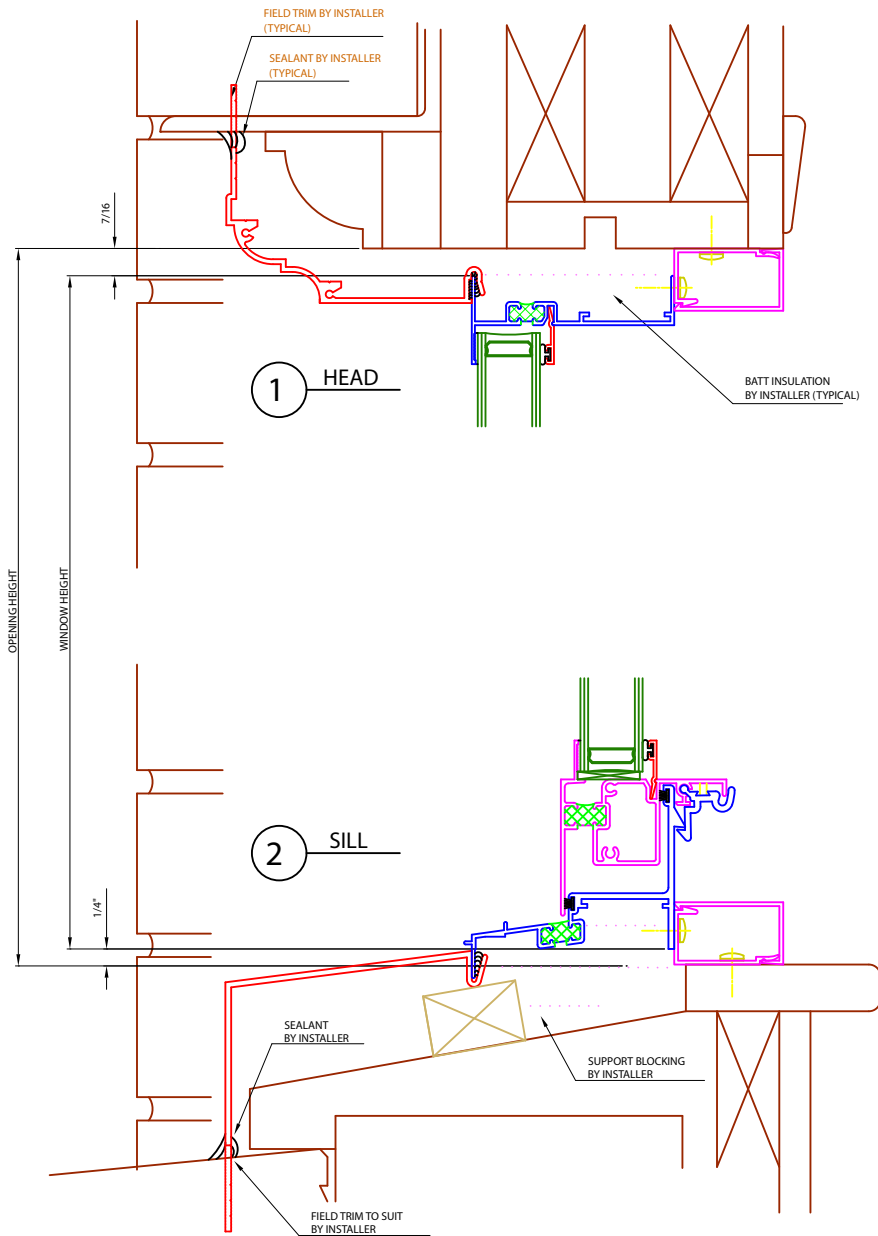 FIELD TRIM BY INSTALLER
(TYPICAL)
SEALANT BY INSTALLER
(TYPICAL)
7/16
1 HEAD
BATT INSULATION
BY INSTALLER (TYPICAL)
OPENING HEIGHT
WINDOW HEIGHT
2 SILL
1/4"
SEALANT
BY INSTALLER
SUPPORT BLOCKING
BY INSTALLER
FIELD TRIM TO SUIT
BY INSTALLER